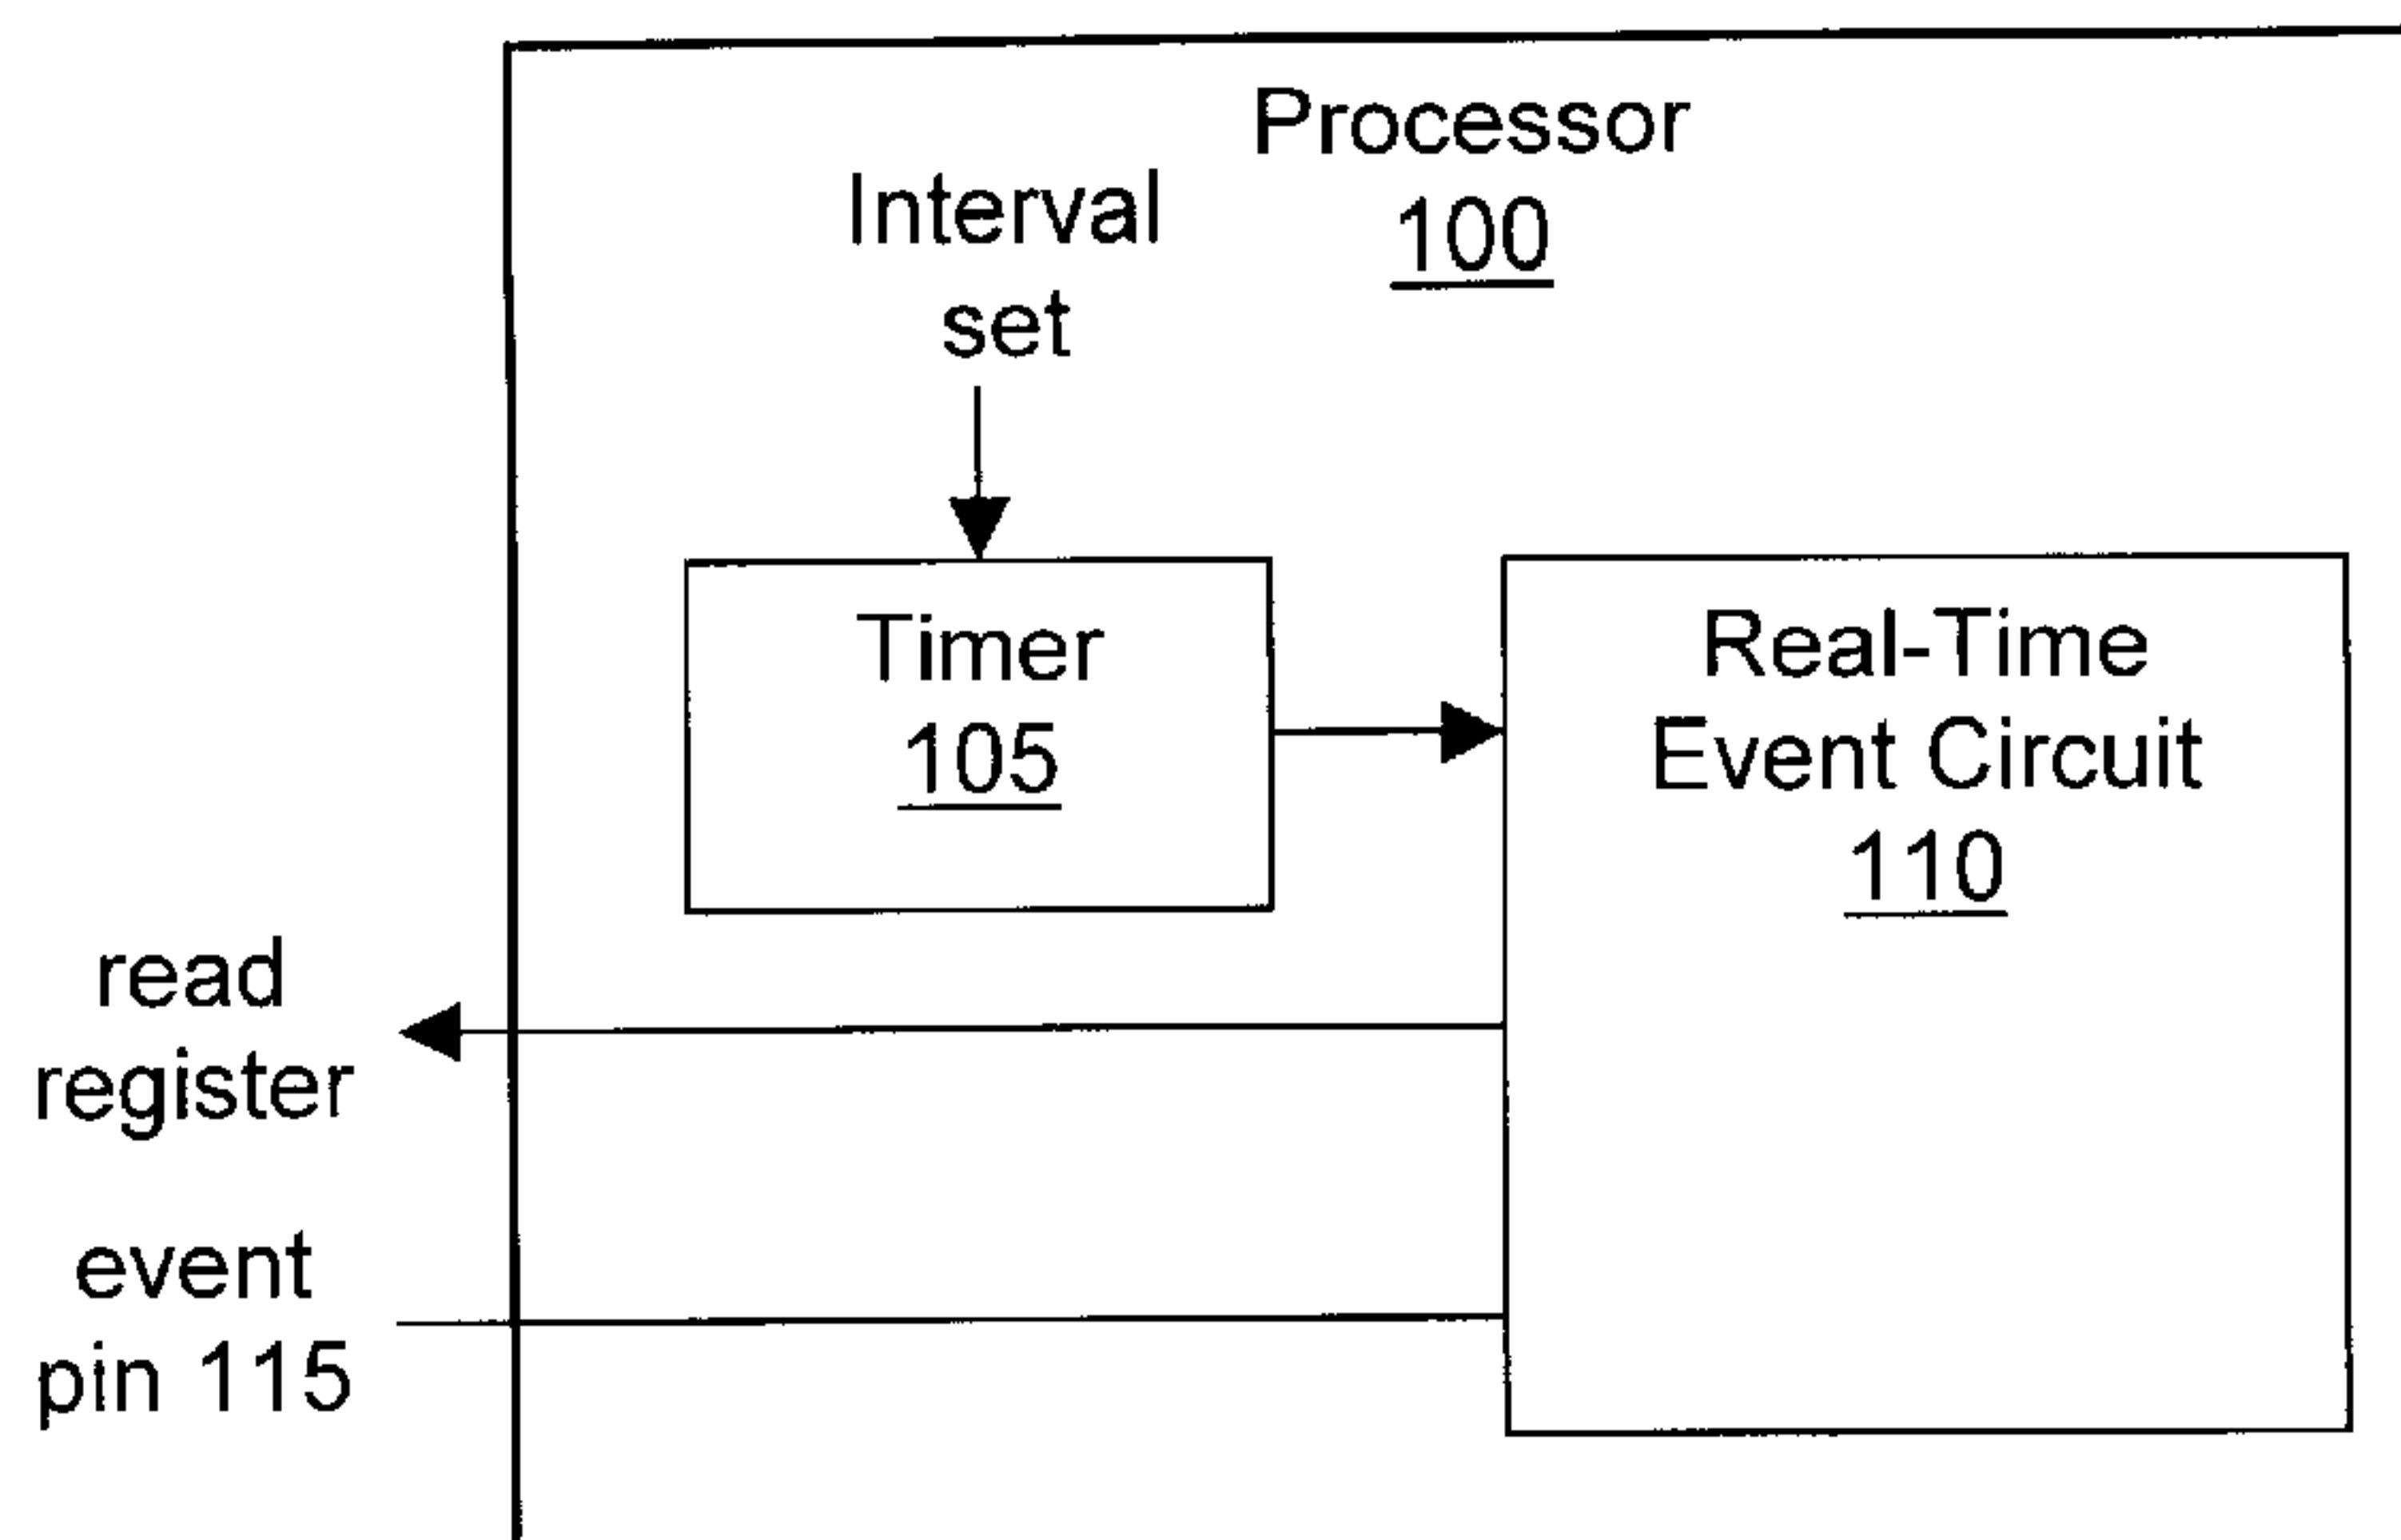 Processor
100
Interval
set
Timer
105
Real-Time
Event Circuit
110
read
register
event
pin 115